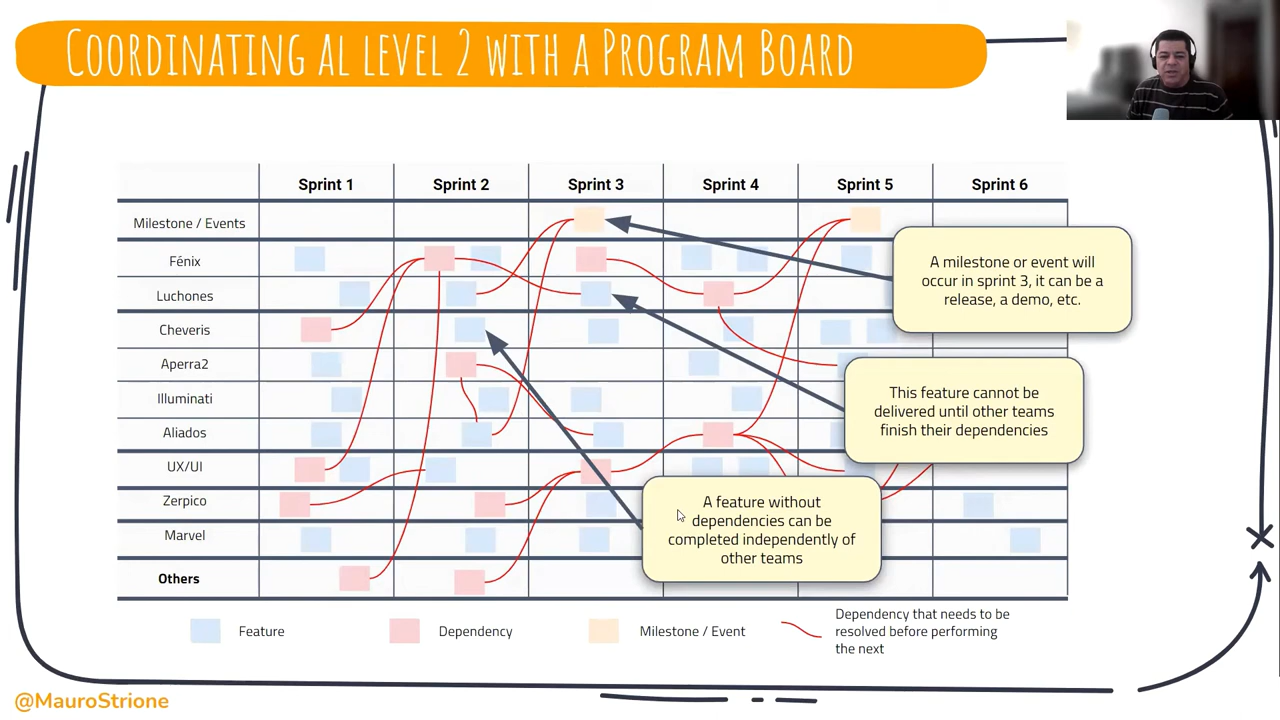 Coordinating al level 2 with a Program Board
Sprint 1
Sprint 2
Sprint 3
Sprint 4
Sprint 5
Sprint 6
Milestone / Events
Fénix
Luchones
Cheveris
Aperra2
Illuminati
Aliados
UX/UI
Zerpico
Marvel
Others
A milestone or event will
occur in sprint 3, it can be a
release, a demo, etc.
This feature cannot be
delivered until other teams
finish their dependencies
A feature without
dependencies can be
completed independently of
other teams
Feature
Dependency
Milestone / Event
Dependency that needs to be
resolved before performing
the next
@MauroStrione